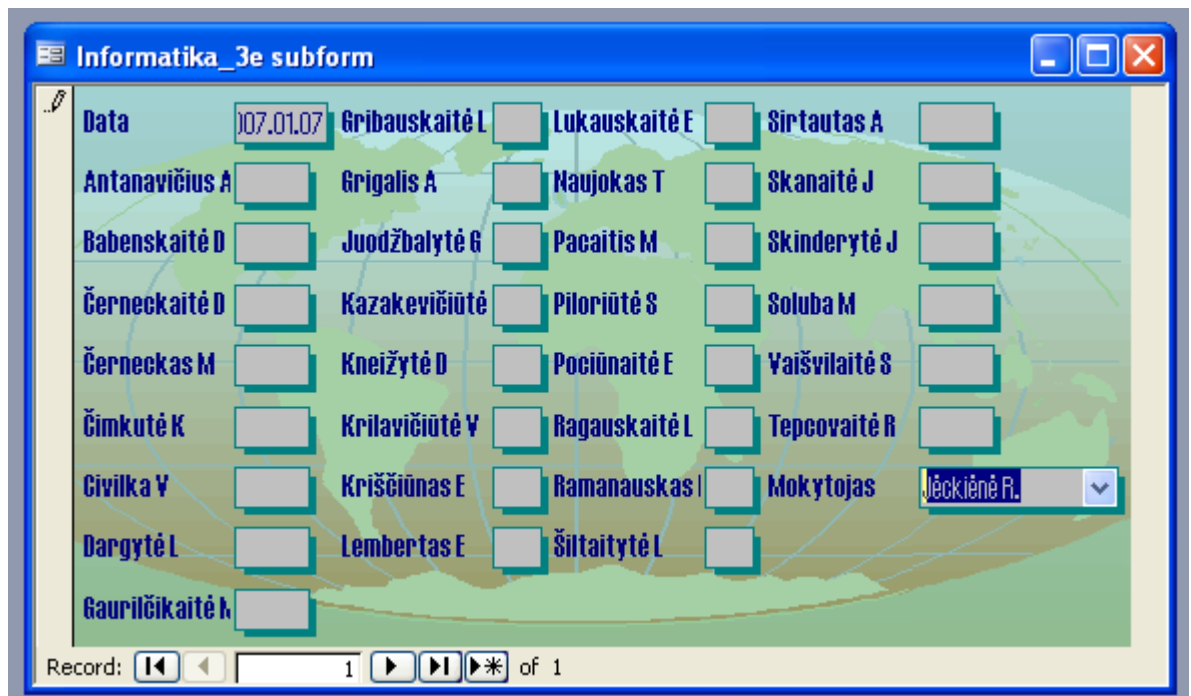 Informatika_3e subform
Data 007.01.07 Gribauskaitė L Lukauskaitė E Sirtautas A
Antanavičius A Grigalis A Naujokas T Skanaitė J
Babenskaitė D Juodžbalytė G Pacaitis M Skinderytė J
Černeckaitė D Kazakevičiūtė Piloriūtė S Soluba M
Černeckas M Kneižytė D Pociūnaitė E Vaišvilaitė S
Čimkutė K Krilavičiūtė V Ragauskaitė L Tepcovaitė R
Civilka V Kriščiūnas E Ramanauskas Mokytojas Jėckiėnė R.
Dargytė L Lembertas E Šiltaitytė L
Gaurilčikaitė
Record: 1 of 1